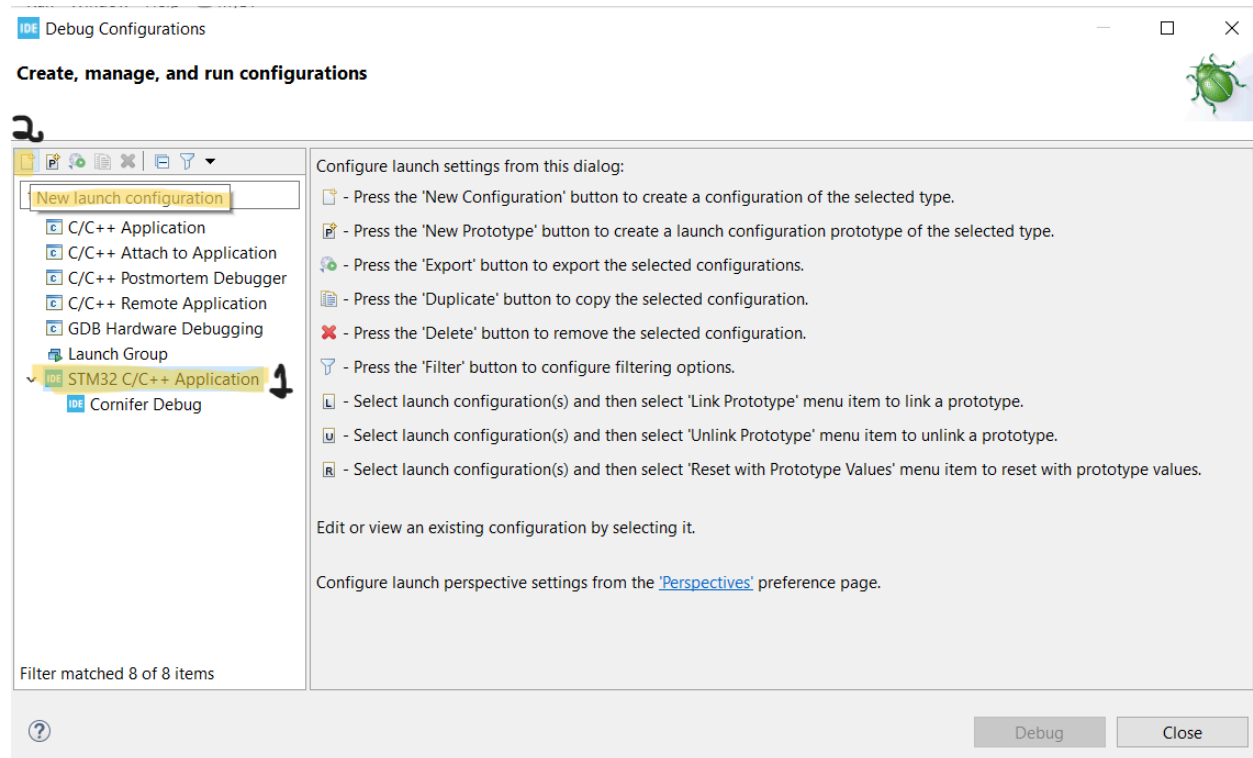 IDE Debug Configurations
Create, manage, and run configurations
2
New launch configuration
C/C++ Application
C/C++ Attach to Application
C/C++ Postmortem Debugger
C/C++ Remote Application
GDB Hardware Debugging
Launch Group
IDE STM32 C/C++ Application 1
IDE Cornifer Debug
Filter matched 8 of 8 items
Configure launch settings from this dialog:
- Press the 'New Configuration' button to create a configuration of the selected type.
- Press the 'New Prototype' button to create a launch configuration prototype of the selected type.
- Press the 'Export' button to export the selected configurations.
- Press the 'Duplicate' button to copy the selected configuration.
- Press the 'Delete' button to remove the selected configuration.
- Press the 'Filter' button to configure filtering options.
L - Select launch configuration(s) and then select 'Link Prototype' menu item to link a prototype.
U - Select launch configuration(s) and then select 'Unlink Prototype' menu item to unlink a prototype.
R - Select launch configuration(s) and then select 'Reset with Prototype Values' menu item to reset with prototype values.
Edit or view an existing configuration by selecting it.
Configure launch perspective settings from the 'Perspectives' preference page.
?
Debug
Close